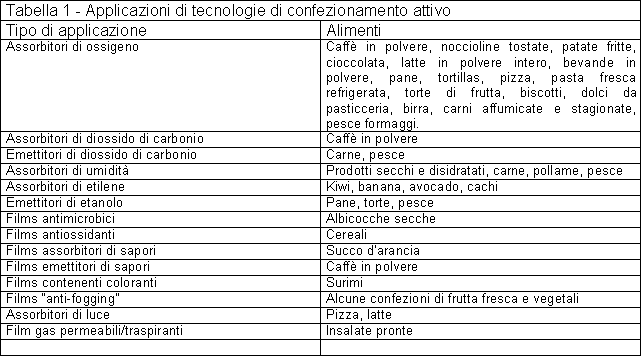 Tabella 1 - Applicazioni di tecnologie di confezionamento attivo
Tipo di applicazione Alimenti
Assorbitori di ossigeno Caffè in polvere, noccioline tostate, patate fritte,
cioccolata, latte in polvere intero, bevande in
polvere, pane, tortillas, pizza, pasta fresca
refrigerata, torte di frutta, biscotti, dolci da
pasticceria, birra, carni affumicate e stagionate,
pesce formaggi.
Assorbitori di diossido di carbonio Caffè in polvere
Emettitori di diossido di carbonio Carne, pesce
Assorbitori di umidità Prodotti secchi e disidratati, carne, pollame, pesce
Assorbitori di etilene Kiwi, banana, avocado, cachi
Emettitori di etanolo Pane, torte, pesce
Films antimicrobici Albicocche secche
Films antiossidanti Cereali
Films assorbitori di sapori Succo d'arancia
Films emettitori di sapori Caffè in polvere
Films contenenti coloranti Surimi
Films "anti-fogging" Alcune confezioni di frutta fresca e vegetali
Assorbitori di luce Pizza, latte
Film gas permeabili/traspiranti Insalate pronte